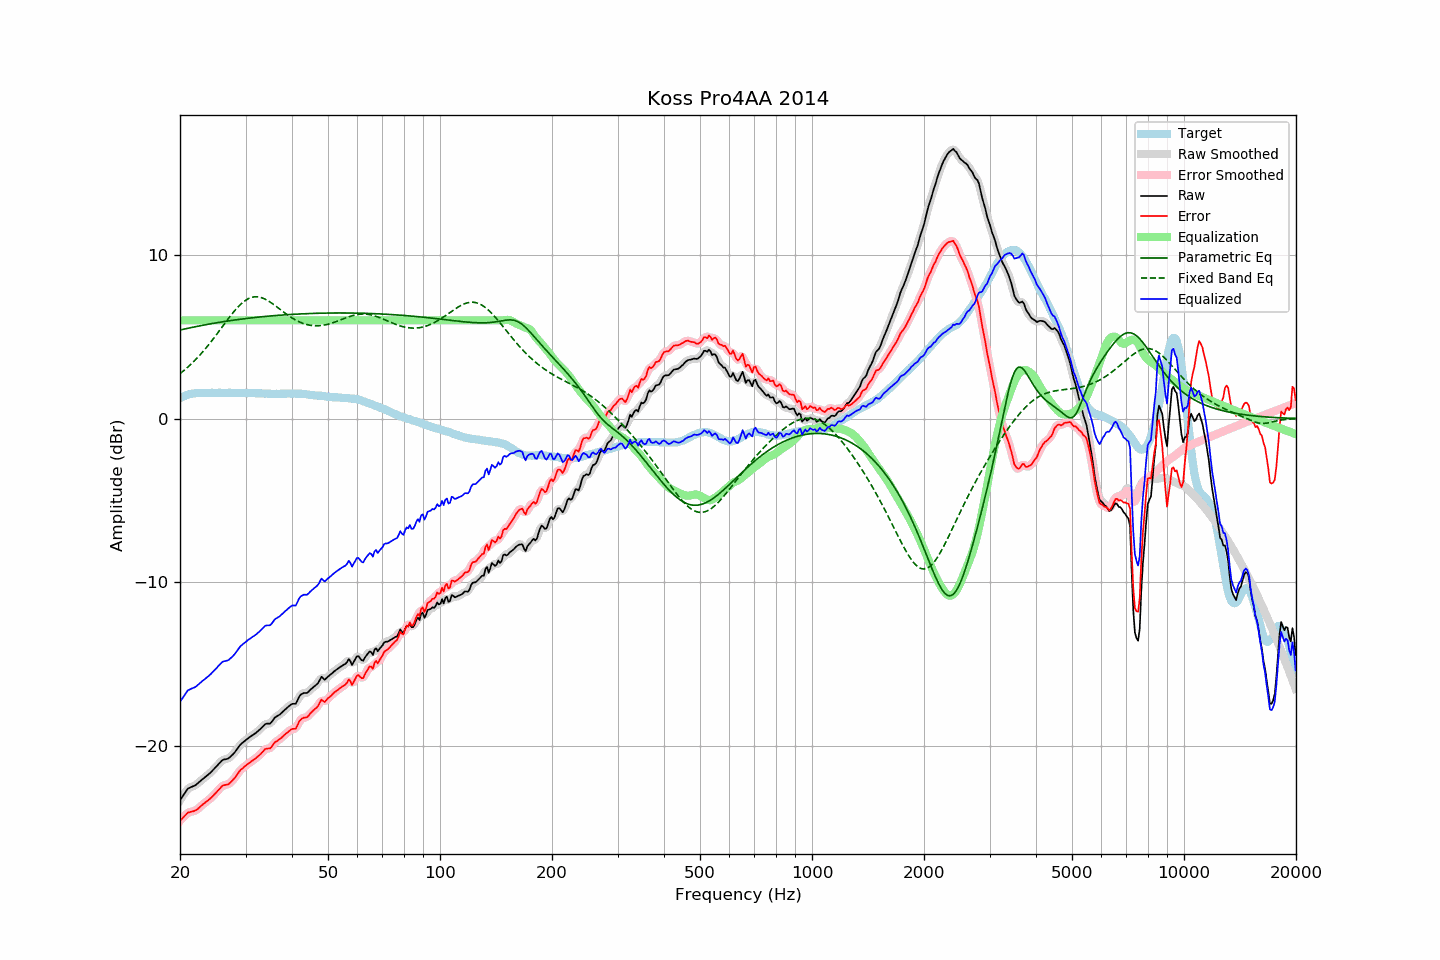 Koss Pro4AA 2014
Target
Raw Smoothed
Error Smoothed
Raw
Error
Equalization
Parametric Eq
Fixed Band Eq
Equalized
Amplitude (dBr)
10
0
−10
−20
20 50 100 200 500 1000 2000 5000 10000 20000
Frequency (Hz)